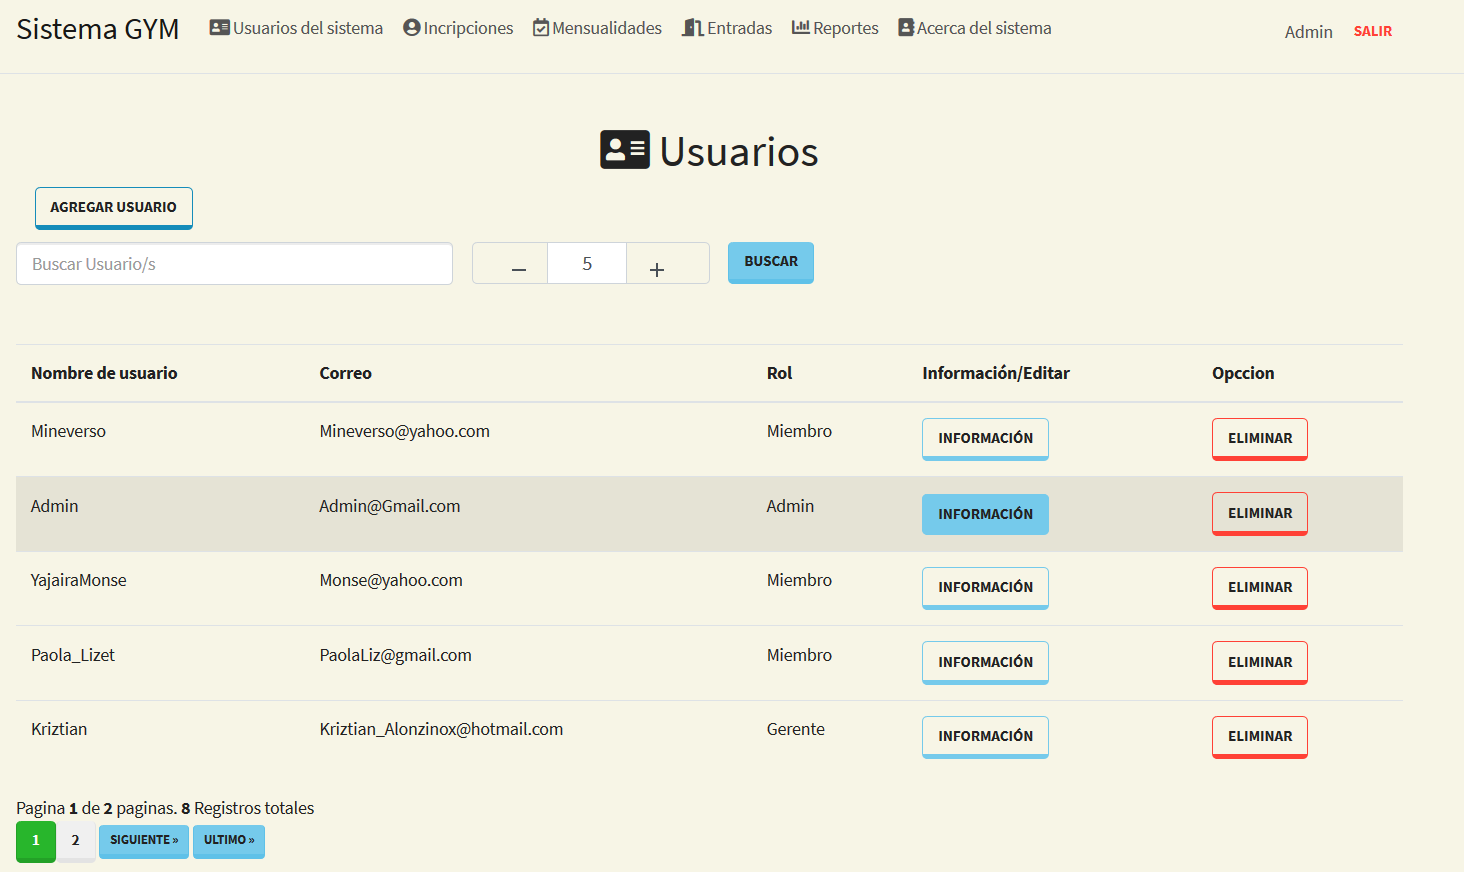 Sistema GYM Usuarios del sistema Incripciones Mensualidades Entradas Reportes Acerca del sistema Admin SALIR
Usuarios
AGREGAR USUARIO
Buscar Usuario/s − 5 + BUSCAR
Nombre de usuario Correo Rol Información/Editar Opccion
Mineverso Mineverso@yahoo.com Miembro INFORMACIÓN ELIMINAR
Admin Admin@Gmail.com Admin INFORMACIÓN ELIMINAR
YajairaMonse Monse@yahoo.com Miembro INFORMACIÓN ELIMINAR
Paola_Lizet PaolaLiz@gmail.com Miembro INFORMACIÓN ELIMINAR
Kriztian Kriztian_Alonzinox@hotmail.com Gerente INFORMACIÓN ELIMINAR
Pagina 1 de 2 paginas. 8 Registros totales
1 2 SIGUIENTE » ULTIMO »